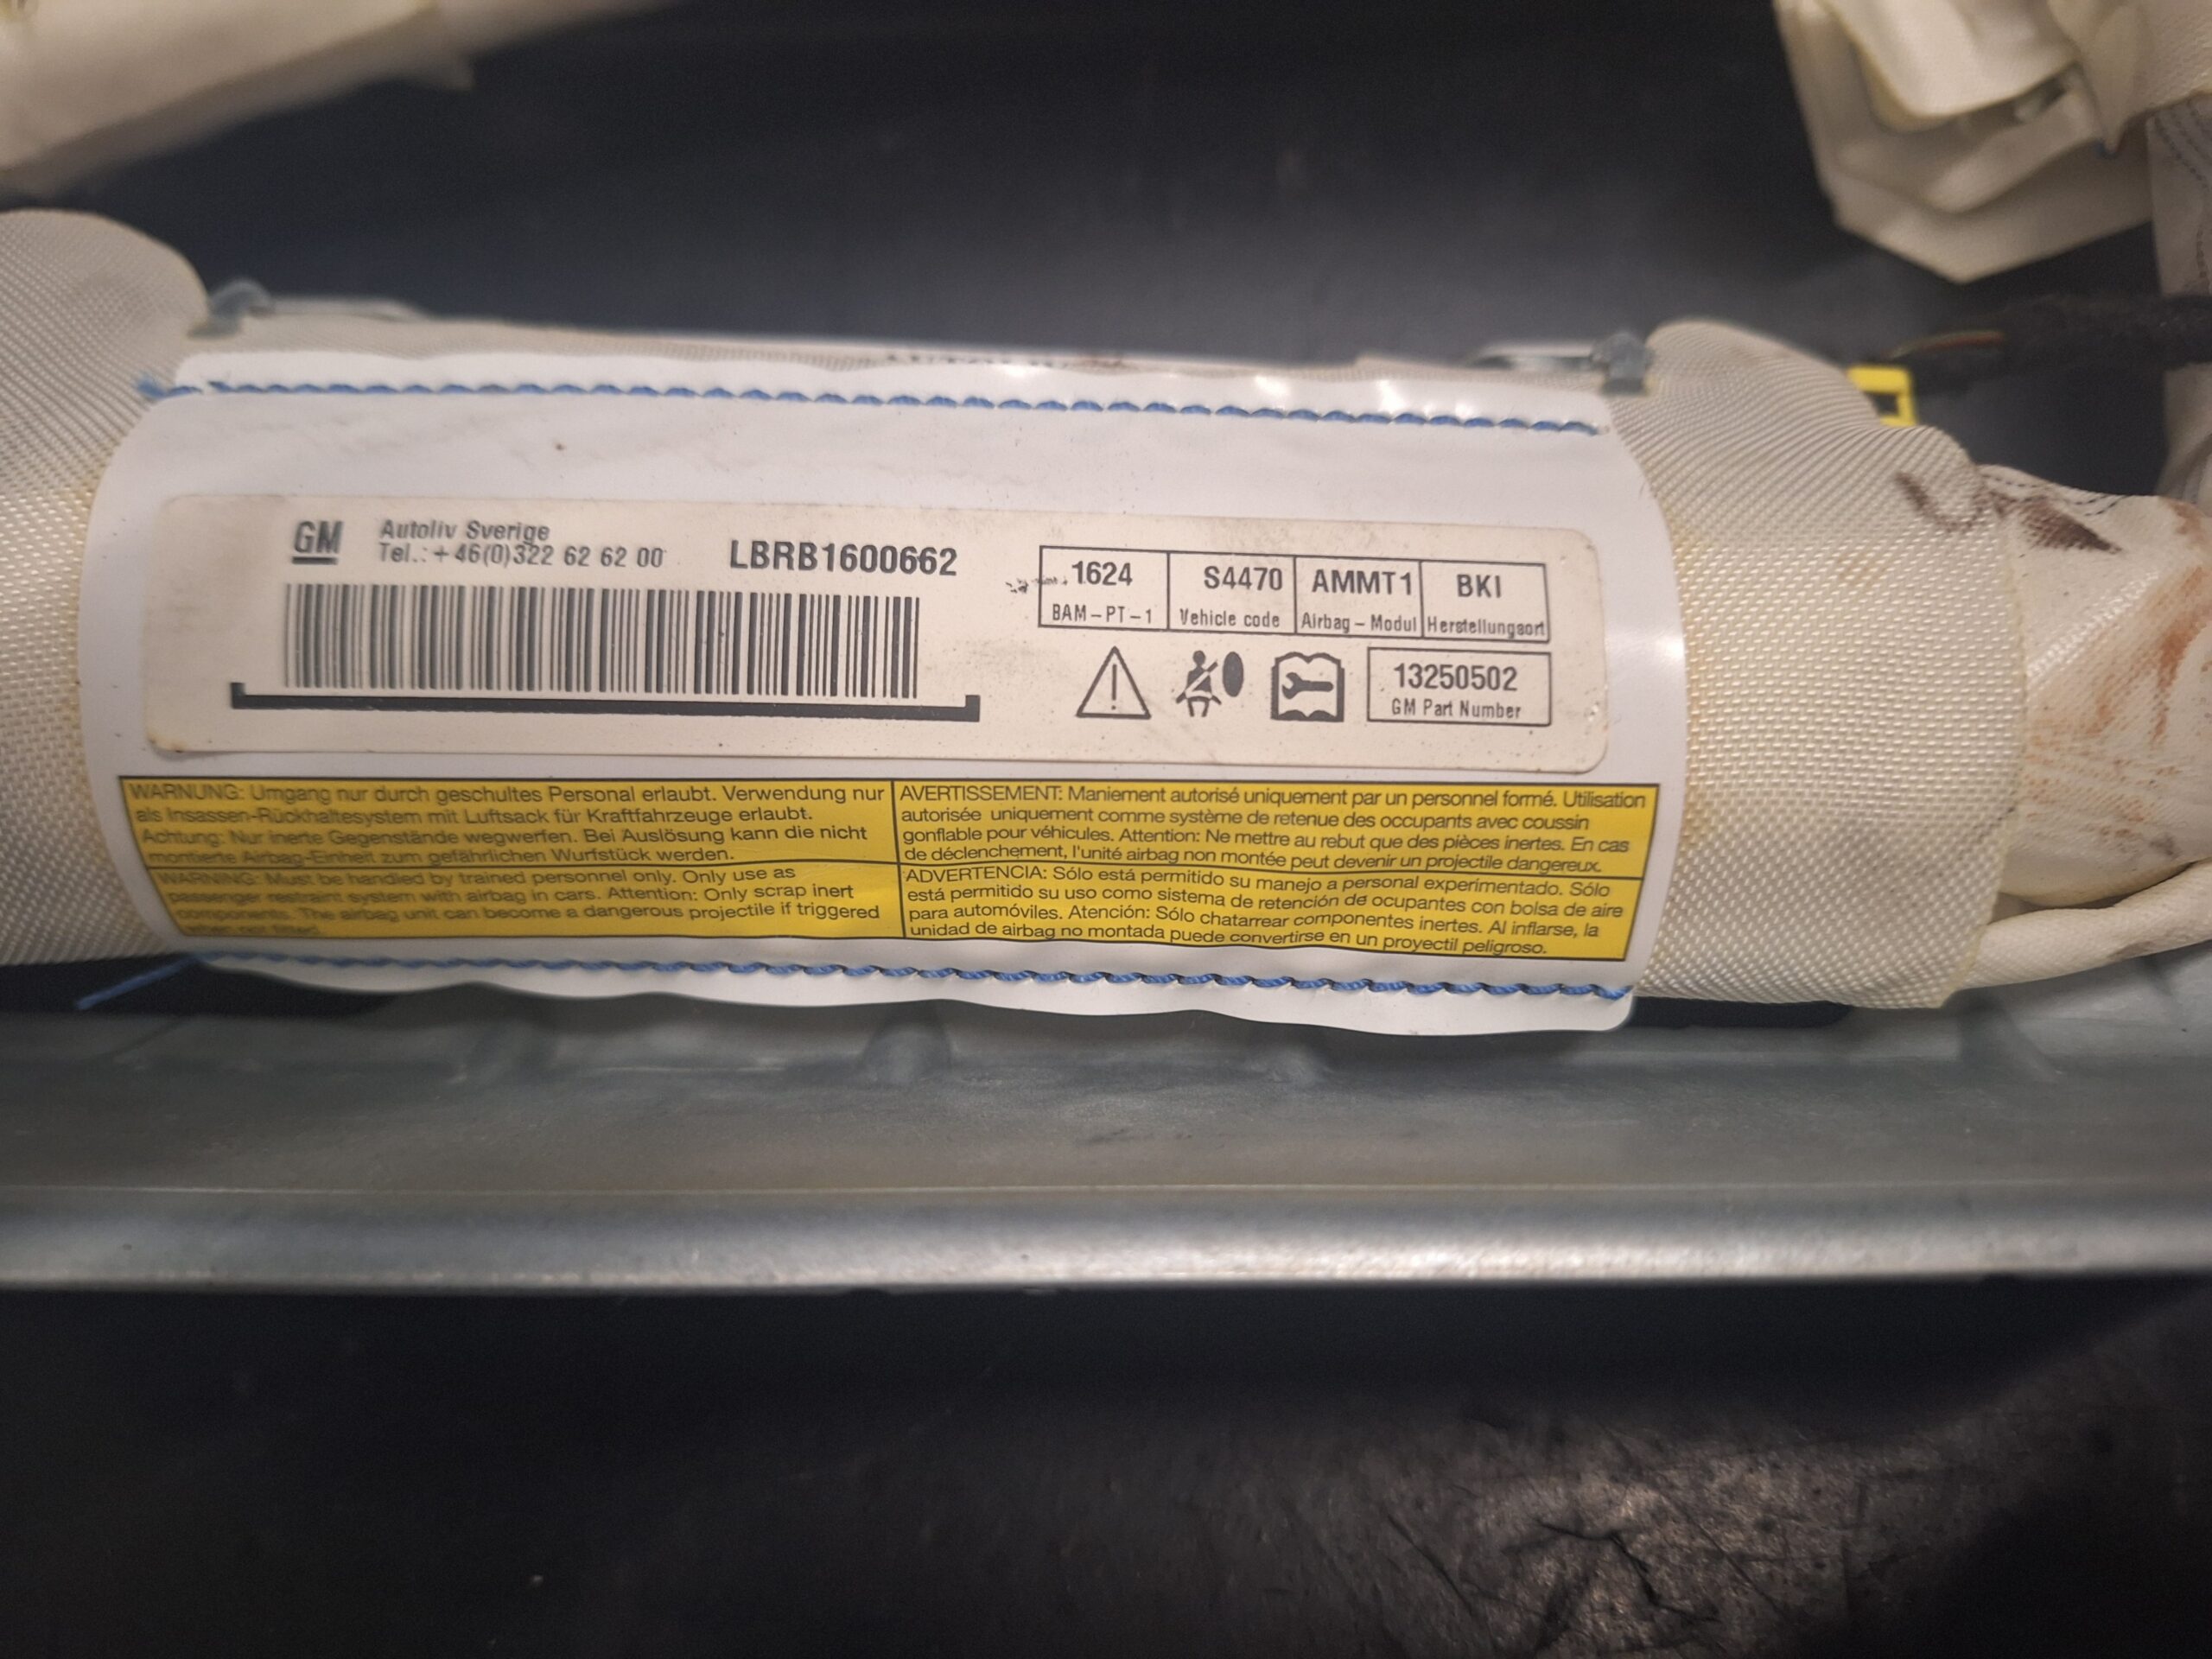 GM
Autoliv Sverige
Tel.: +46(0)322 62 62 00
LBRB1600662
1624
BAM-PT-1
S4470
Vehicle code
AMMT1
Airbag-Modul
BKI
Herstellungsort
13250502
GM Part Number
WARNUNG: Umgang nur durch geschultes Personal erlaubt. Verwendung nur
als Insassen-Rückhaltesystem mit Luftsack für Kraftfahrzeuge erlaubt.
Achtung: Nur inerte Gegenstände wegwerfen. Bei Auslösung kann die nicht
montierte Airbag-Einheit zum gefährlichen Wurfstück werden.
AVERTISSEMENT: Maniement autorisé uniquement par un personnel formé. Utilisation
autorisée uniquement comme système de retenue des occupants avec coussin
gonflable pour véhicules. Attention: Ne mettre au rebut que des pièces inertes. En cas
de déclenchement, l'unité airbag non montée peut devenir un projectile dangereux.
WARNING: Must be handled by trained personnel only. Only use as
passenger restraint system with airbag in cars. Attention: Only scrap inert
components. The airbag unit can become a dangerous projectile if triggered
when not fitted.
ADVERTENCIA: Sólo está permitido su manejo a personal experimentado. Sólo
está permitido su uso como sistema de retención de ocupantes con bolsa de aire
para automóviles. Atención: Sólo chatarrear componentes inertes. Al inflarse, la
unidad de airbag no montada puede convertirse en un proyectil peligroso.